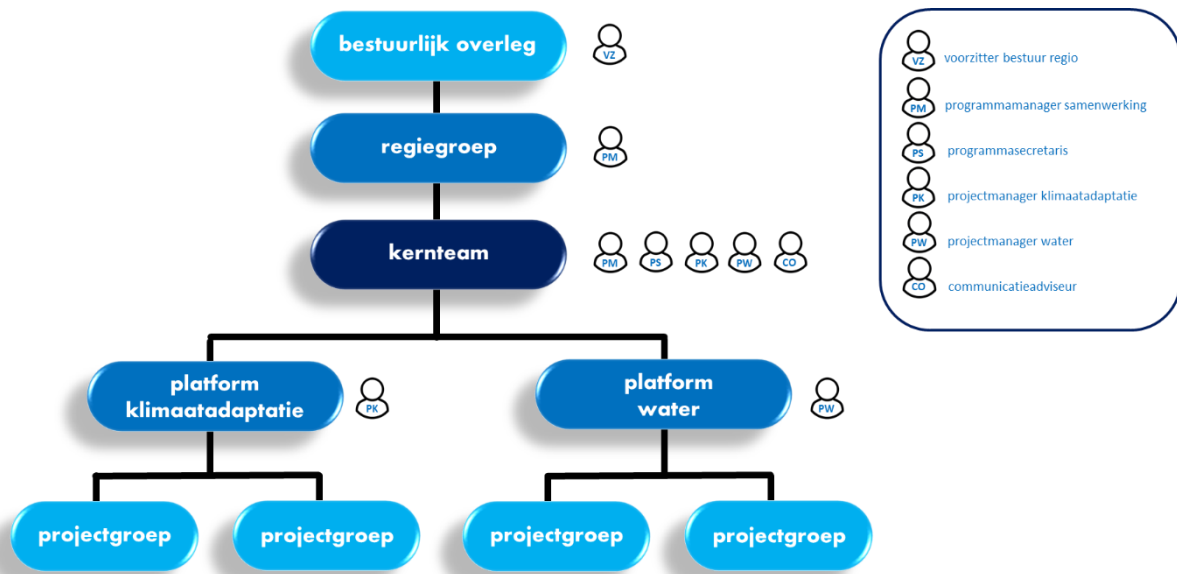 bestuurlijk overleg
VZ
regiegroep
PM
kernteam
PM PS PK PW CO
platform
klimaatadaptatie
PK
platform
water
PW
projectgroep
projectgroep
projectgroep
projectgroep
VZ voorzitter bestuur regio
PM programmamanager samenwerking
PS programmasecretaris
PK projectmanager klimaatadaptatie
PW projectmanager water
CO communicatieadviseur